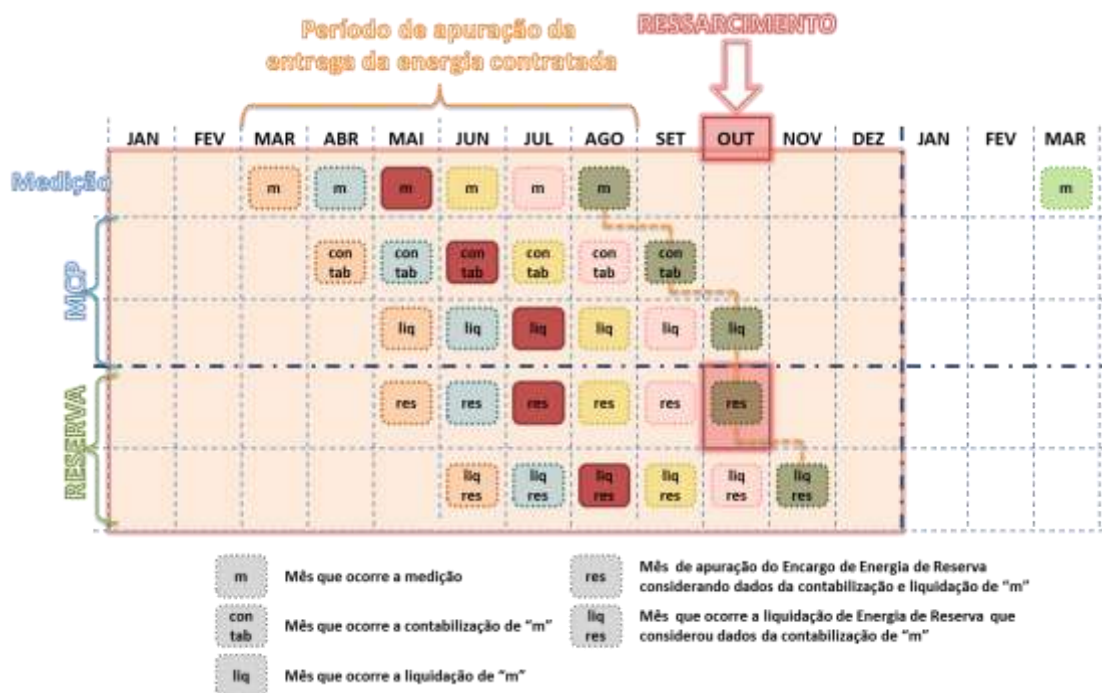 Período de apuração da
entrega da energia contratada
RESSARCIMENTO
JAN FEV MAR ABR MAI JUN JUL AGO SET OUT NOV DEZ JAN FEV MAR
Medição
m m m m m m m
MCP
con tab con tab con tab con tab con tab con tab
liq liq liq liq liq liq
RESERVA
res res res res res res
liq res liq res liq res liq res liq res liq res
m Mês que ocorre a medição
con tab Mês que ocorre a contabilização de "m"
liq Mês que ocorre a liquidação de "m"
res Mês de apuração do Encargo de Energia de Reserva
considerando dados da contabilização e liquidação de "m"
liq res Mês que ocorre a liquidação de Energia de Reserva que
considerou dados da contabilização de "m"